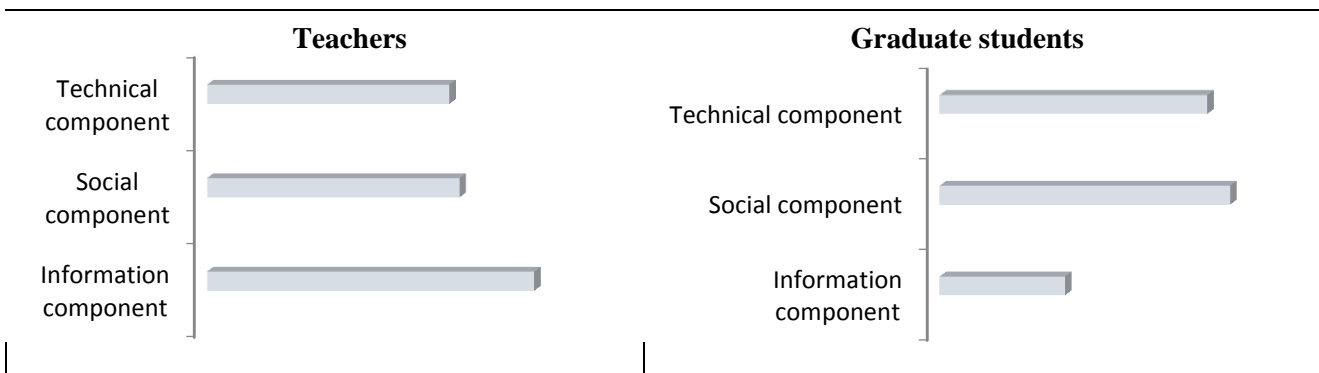 Teachers
Technical
component
Social
component
Information
component
Graduate students
Technical component
Social component
Information
component